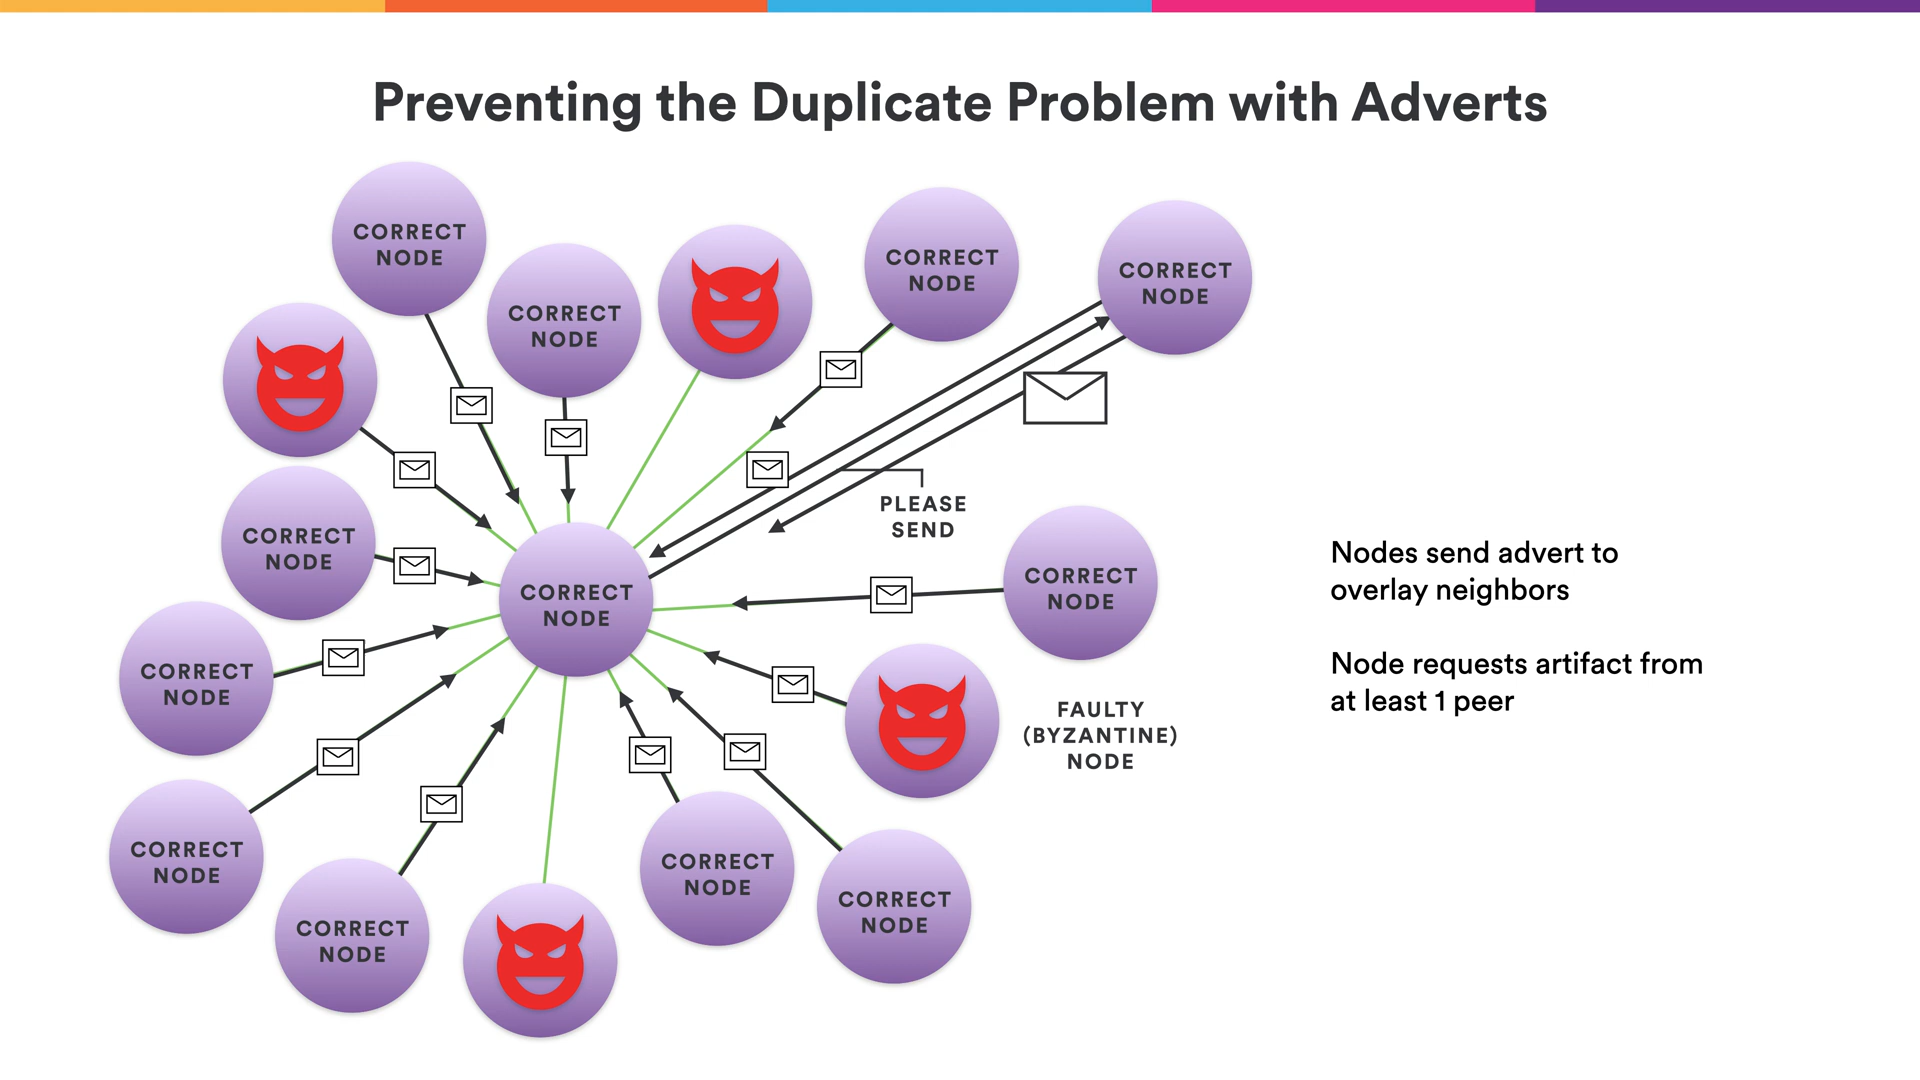 Preventing the Duplicate Problem with Adverts
CORRECT
NODE
CORRECT
NODE
CORRECT
NODE
CORRECT
NODE
CORRECT
NODE
PLEASE
SEND
CORRECT
NODE
CORRECT
NODE
CORRECT
NODE
CORRECT
NODE
FAULTY
(BYZANTINE)
NODE
CORRECT
NODE
CORRECT
NODE
CORRECT
NODE
CORRECT
NODE
Nodes send advert to
overlay neighbors
Node requests artifact from
at least 1 peer